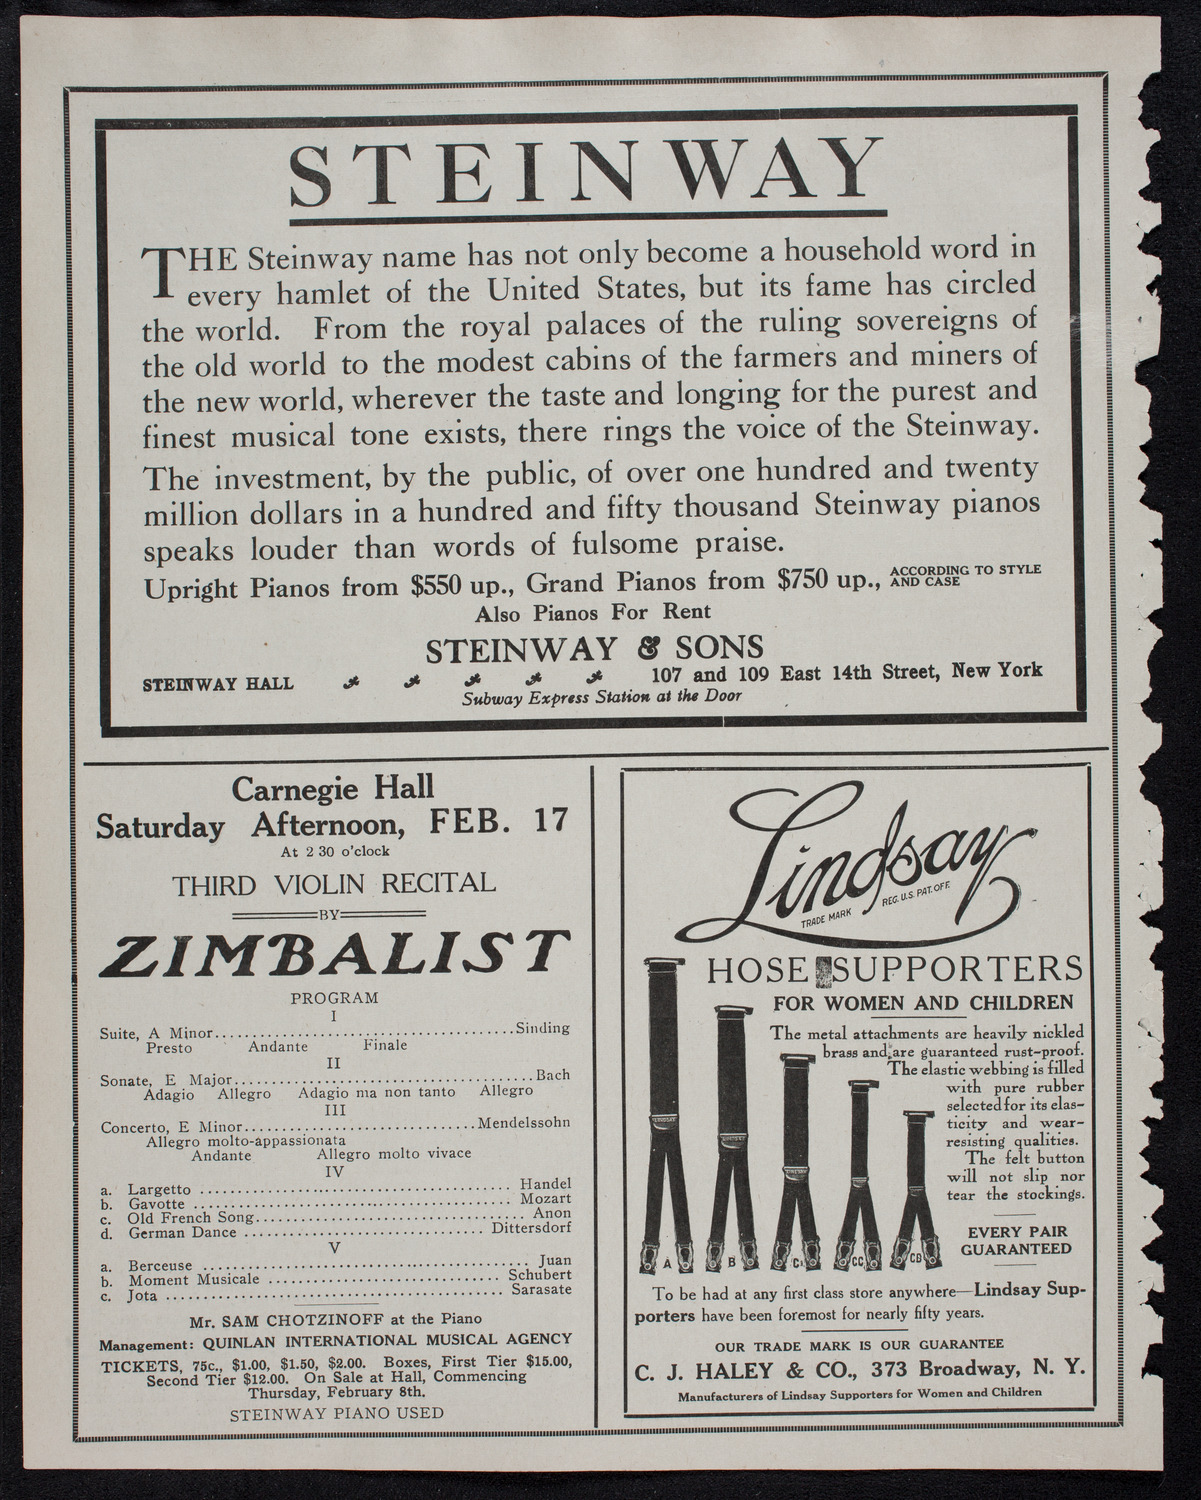 STEINWAY
THE Steinway name has not only become a household word in
every hamlet of the United States, but its fame has circled
the world. From the royal palaces of the ruling sovereigns of
the old world to the modest cabins of the farmers and miners of
the new world, wherever the taste and longing for the purest and
finest musical tone exists, there rings the voice of the Steinway.
The investment, by the public, of over one hundred and twenty
million dollars in a hundred and fifty thousand Steinway pianos
speaks louder than words of fulsome praise.
Upright Pianos from $550 up., Grand Pianos from $750 up., ACCORDING TO STYLE
AND CASE
Also Pianos For Rent
STEINWAY & SONS
STEINWAY HALL 107 and 109 East 14th Street, New York
Subway Express Station at the Door
Carnegie Hall
Saturday Afternoon, FEB. 17
At 2 30 o'clock
THIRD VIOLIN RECITAL
BY
ZIMBALIST
PROGRAM
I
Suite, A Minor.....................................Sinding
Presto Andante Finale
II
Sonate, E Major.....................................Bach
Adagio Allegro Adagio ma non tanto Allegro
III
Concerto, E Minor............................Mendelssohn
Allegro molto-appassionata
Andante Allegro molto vivace
IV
a. Largetto ..................................... Handel
b. Gavotte ..................................... Mozart
c. Old French Song............................... Anon
d. German Dance ............................. Dittersdorf
V
a. Berceuse ....................................... Juan
b. Moment Musicale ............................. Schubert
c. Jota ......................................... Sarasate
Mr. SAM CHOTZINOFF at the Piano
Management: QUINLAN INTERNATIONAL MUSICAL AGENCY
TICKETS, 75c., $1.00, $1.50, $2.00. Boxes, First Tier $15.00,
Second Tier $12.00. On Sale at Hall, Commencing
Thursday, February 8th.
STEINWAY PIANO USED
Lindsay
TRADE MARK REG. U.S. PAT. OFF.
HOSE SUPPORTERS
FOR WOMEN AND CHILDREN
The metal attachments are heavily nickled
brass and are guaranteed rust-proof.
The elastic webbing is filled
with pure rubber
selected for its elas-
ticity and wear-
resisting qualities.
The felt button
will not slip nor
tear the stockings.
EVERY PAIR
GUARANTEED
A B C CC CB
To be had at any first class store anywhere—Lindsay Sup-
porters have been foremost for nearly fifty years.
OUR TRADE MARK IS OUR GUARANTEE
C. J. HALEY & CO., 373 Broadway, N. Y.
Manufacturers of Lindsay Supporters for Women and Children